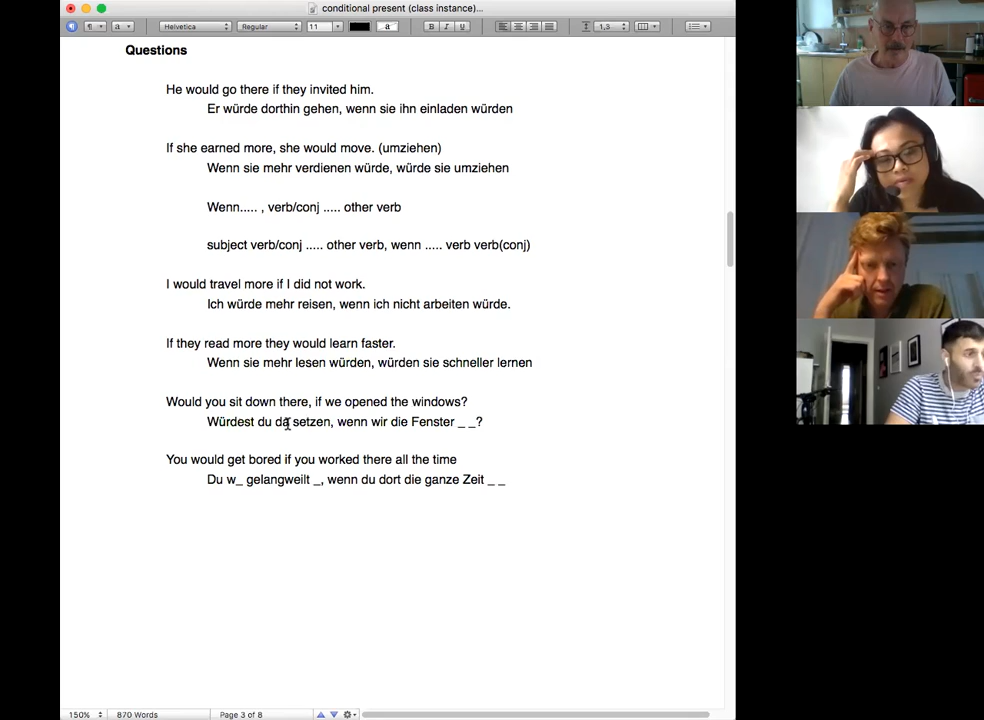 conditional present (class instance)...
¶ ¶ a Helvetica Regular 11 B I U a 1,3
Questions
He would go there if they invited him.
Er würde dorthin gehen, wenn sie ihn einladen würden
If she earned more, she would move. (umziehen)
Wenn sie mehr verdienen würde, würde sie umziehen
Wenn..... , verb/conj ..... other verb
subject verb/conj ..... other verb, wenn ..... verb verb(conj)
I would travel more if I did not work.
Ich würde mehr reisen, wenn ich nicht arbeiten würde.
If they read more they would learn faster.
Wenn sie mehr lesen würden, würden sie schneller lernen
Would you sit down there, if we opened the windows?
Würdest du da setzen, wenn wir die Fenster _ _?
You would get bored if you worked there all the time
Du w_ gelangweilt _, wenn du dort die ganze Zeit _ _
150% 870 Words Page 3 of 8